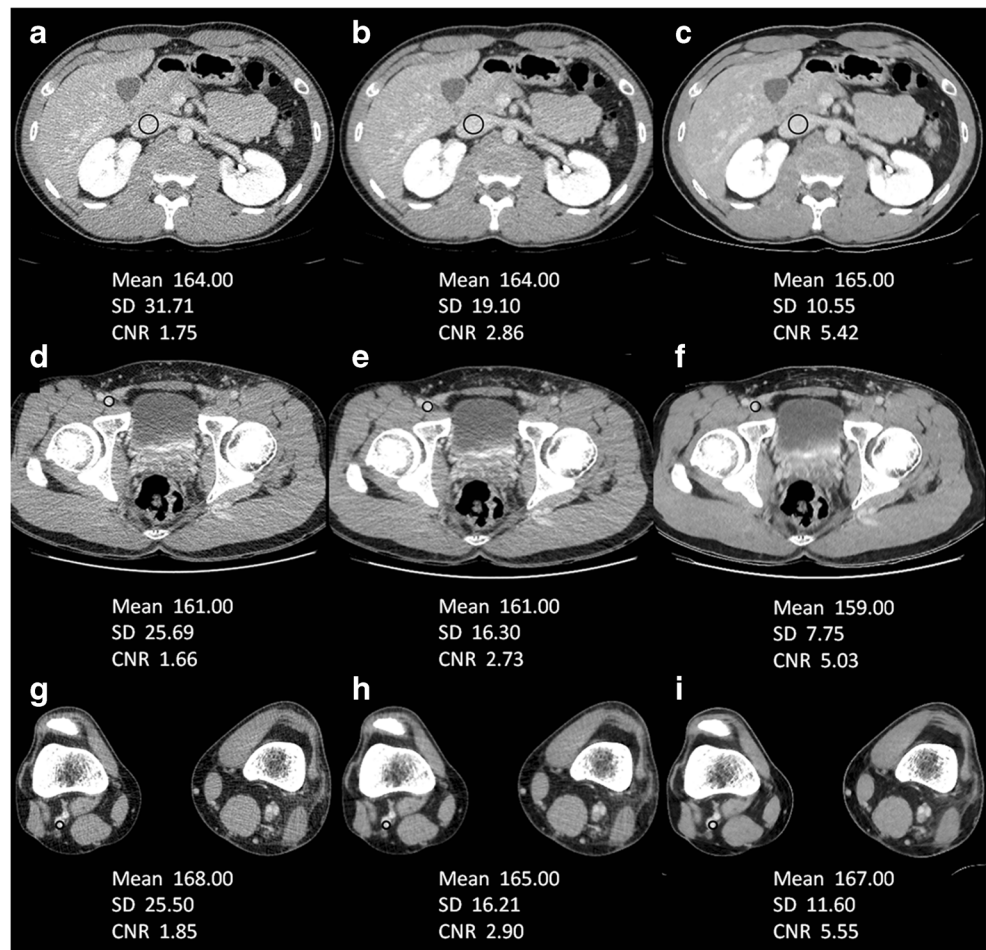 a
b
c
Mean 164.00
SD 31.71
CNR 1.75
Mean 164.00
SD 19.10
CNR 2.86
Mean 165.00
SD 10.55
CNR 5.42
d
e
f
Mean 161.00
SD 25.69
CNR 1.66
Mean 161.00
SD 16.30
CNR 2.73
Mean 159.00
SD 7.75
CNR 5.03
g
h
i
Mean 168.00
SD 25.50
CNR 1.85
Mean 165.00
SD 16.21
CNR 2.90
Mean 167.00
SD 11.60
CNR 5.55